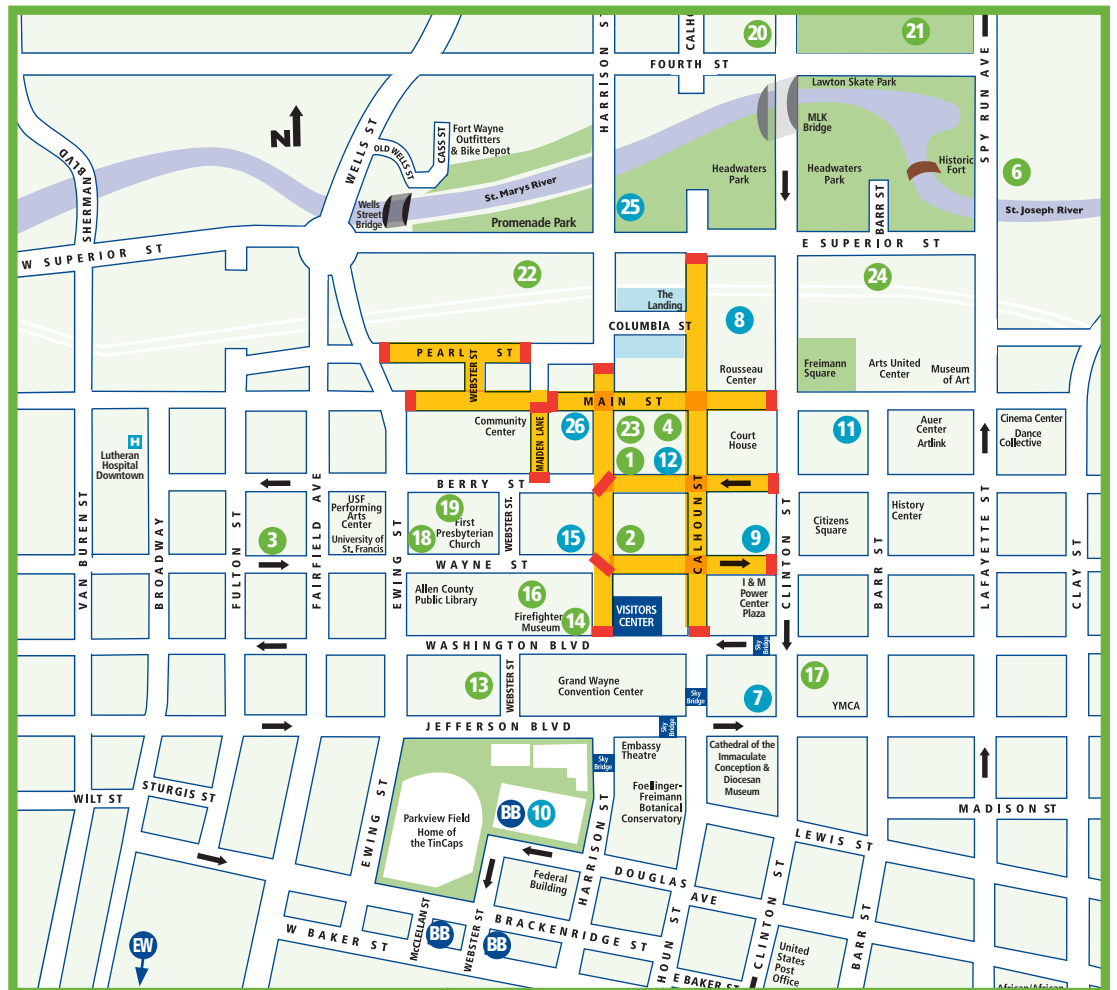 HARRISON ST
CALHO
20
21
SPY RUN AVE
FOURTH ST
Lawton Skate Park
MLK
Bridge
N
WELLS ST
OLD WELLS ST
CASS ST
Fort Wayne
Outfitters
& Bike Depot
SHERMAN BLVD
Headwaters
Park
Headwaters
Park
BARR ST
Historic
Fort
6
St. Marys River
St. Joseph River
Wells
Street
Bridge
25
Promenade Park
W SUPERIOR ST
E SUPERIOR ST
22
24
The
Landing
COLUMBIA ST
8
PEARL ST
WEBSTER ST
Rousseau
Center
Freimann
Square
Arts United
Center
Museum
of Art
MAIN ST
Community
Center
MAIDEN LANE
26
23
4
1
12
Court
House
11
Auer
Center
Artlink
Cinema Center
Dance
Collective
H
Lutheran
Hospital
Downtown
BERRY ST
VAN BUREN ST
BROADWAY
FULTON ST
3
FAIRFIELD AVE
USF
Performing
Arts
Center
University of
St. Francis
EWING ST
19
18
First
Presbyterian
Church
WEBSTER ST.
15
2
CALHOUN ST
9
CLINTON ST
Citizens
Square
BARR ST
History
Center
LAFAYETTE ST
CLAY ST
WAYNE ST
Allen County
Public Library
16
Firefighter
Museum
14
VISITORS
CENTER
I & M
Power
Center
Plaza
WASHINGTON BLVD
Sky
Bridge
13
WEBSTER ST
Grand Wayne
Convention Center
Sky
Bridge
7
17
YMCA
JEFFERSON BLVD
Sky
Bridge
Sky
Bridge
Embassy
Theatre
Foellinger-
Freimann
Botanical
Conservatory
Cathedral of the
Immaculate
Conception &
Diocesan
Museum
WILT ST
STURGIS ST
EWING ST
Parkview Field
Home of
the TinCaps
BB
10
HARRISON ST
MADISON ST
LEWIS ST
Federal
Building
DOUGLAS AVE
McCLELLAN ST
BB
WEBSTER ST
BB
BRACKENRIDGE ST
W BAKER ST
EW
HOUN ST
CLINTON ST
BARR ST
United
States
Post
Office
E BAKER ST
African/African